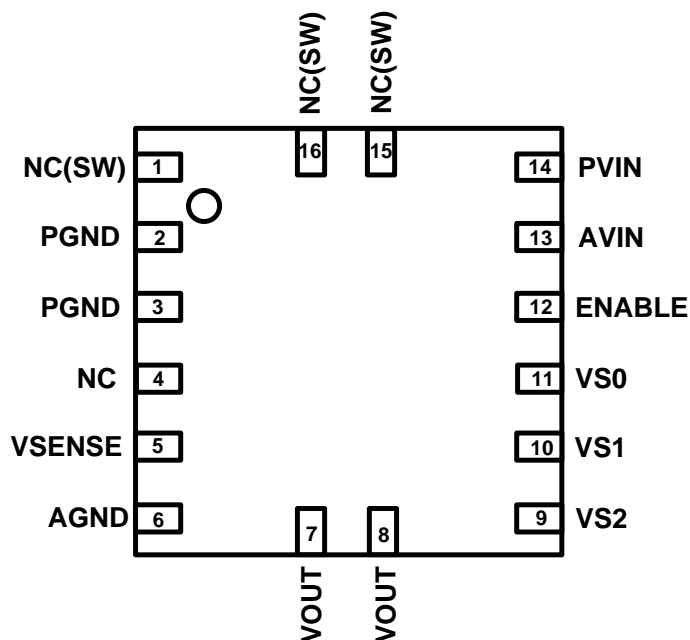 NC(SW)
NC(SW)
16
15
NC(SW)
1
14
PVIN
PGND
2
13
AVIN
PGND
3
12
ENABLE
NC
4
11
VS0
VSENSE
5
10
VS1
AGND
6
9
VS2
7
8
VOUT
VOUT